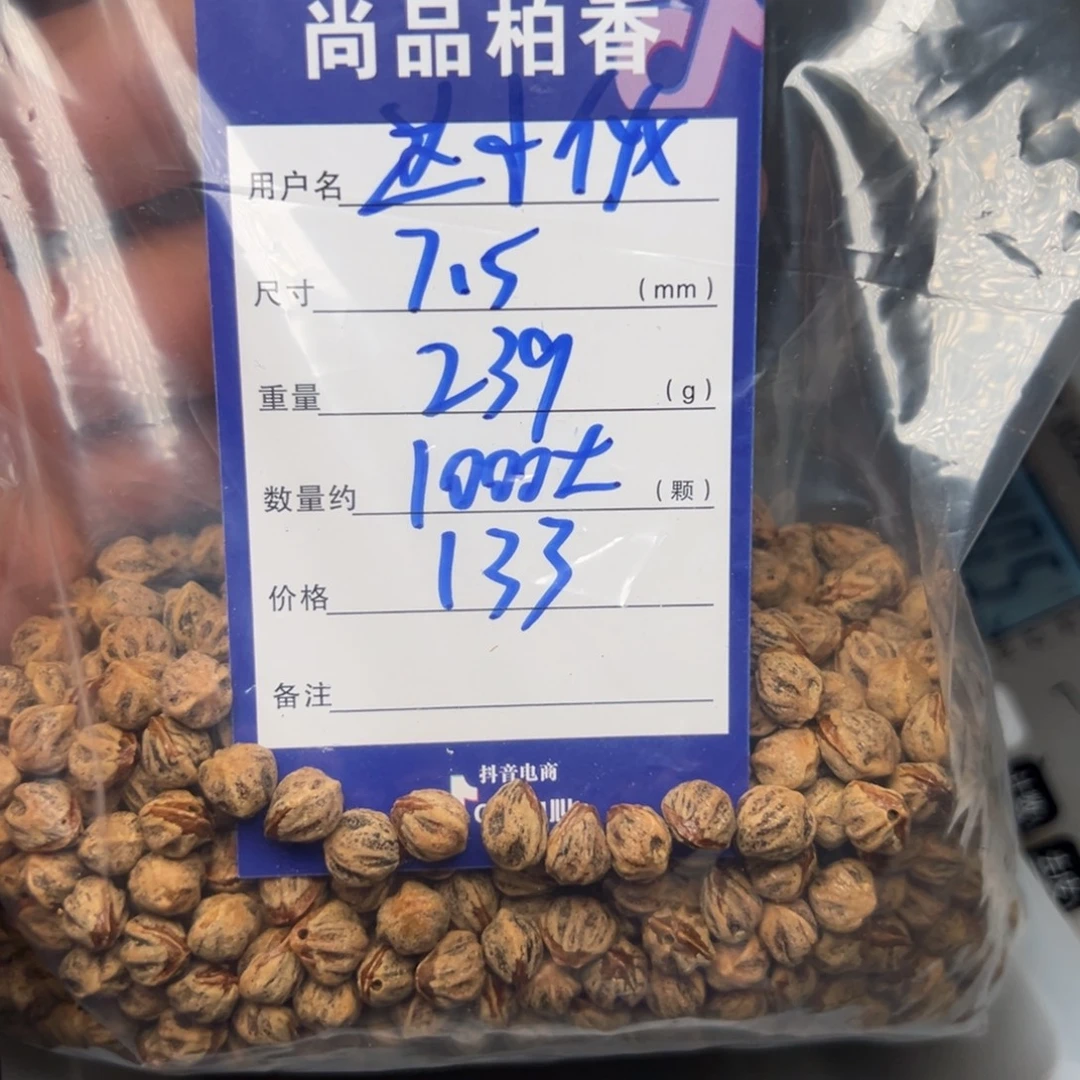 尚品柏香
用户名
尺寸 7.5 (mm)
重量 239 (g)
数量约 1000± (颗)
价格 133
备注
抖音电商